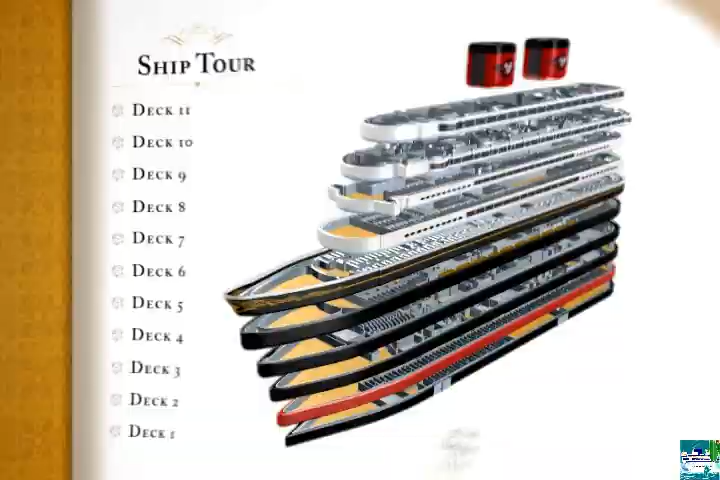 SHIP TOUR
DECK 11
DECK 10
DECK 9
DECK 8
DECK 7
DECK 6
DECK 5
DECK 4
DECK 3
DECK 2
DECK 1